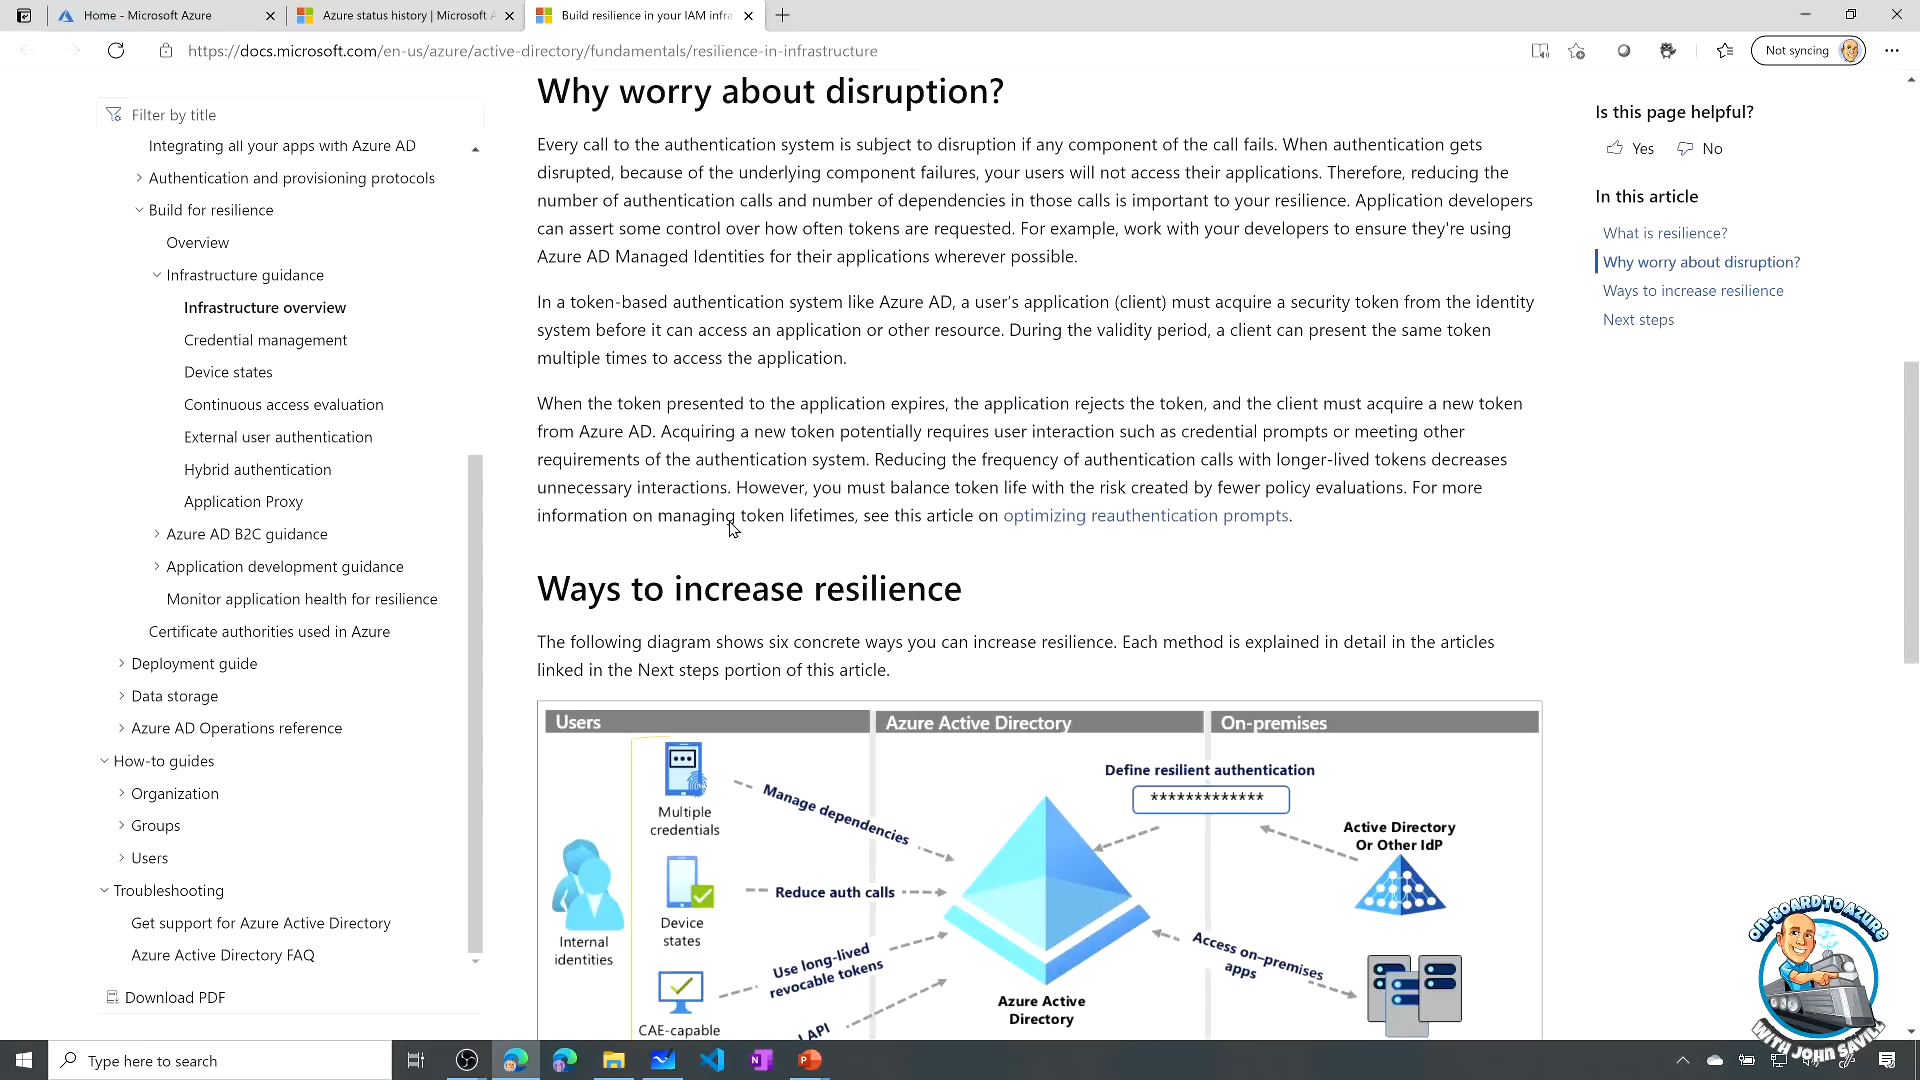 Home - Microsoft Azure
Azure status history | Microsoft A
Build resilience in your IAM infra
https://docs.microsoft.com/en-us/azure/active-directory/fundamentals/resilience-in-infrastructure
Not syncing
Filter by title
Integrating all your apps with Azure AD
Authentication and provisioning protocols
Build for resilience
Overview
Infrastructure guidance
Infrastructure overview
Credential management
Device states
Continuous access evaluation
External user authentication
Hybrid authentication
Application Proxy
Azure AD B2C guidance
Application development guidance
Monitor application health for resilience
Certificate authorities used in Azure
Deployment guide
Data storage
Azure AD Operations reference
How-to guides
Organization
Groups
Users
Troubleshooting
Get support for Azure Active Directory
Azure Active Directory FAQ
Download PDF
Why worry about disruption?
Every call to the authentication system is subject to disruption if any component of the call fails. When authentication gets
disrupted, because of the underlying component failures, your users will not access their applications. Therefore, reducing the
number of authentication calls and number of dependencies in those calls is important to your resilience. Application developers
can assert some control over how often tokens are requested. For example, work with your developers to ensure they're using
Azure AD Managed Identities for their applications wherever possible.
In a token-based authentication system like Azure AD, a user's application (client) must acquire a security token from the identity
system before it can access an application or other resource. During the validity period, a client can present the same token
multiple times to access the application.
When the token presented to the application expires, the application rejects the token, and the client must acquire a new token
from Azure AD. Acquiring a new token potentially requires user interaction such as credential prompts or meeting other
requirements of the authentication system. Reducing the frequency of authentication calls with longer-lived tokens decreases
unnecessary interactions. However, you must balance token life with the risk created by fewer policy evaluations. For more
information on managing token lifetimes, see this article on optimizing reauthentication prompts.
Ways to increase resilience
The following diagram shows six concrete ways you can increase resilience. Each method is explained in detail in the articles
linked in the Next steps portion of this article.
Users
Azure Active Directory
On-premises
Multiple
credentials
Manage dependencies
Define resilient authentication
*************
Active Directory
Or Other IdP
Internal
identities
Device
states
Reduce auth calls
Use long-lived
revocable tokens
Access on-premises
apps
CAE-capable
API
Azure Active
Directory
Is this page helpful?
Yes
No
In this article
What is resilience?
Why worry about disruption?
Ways to increase resilience
Next steps
ON-BOARD TO AZURE
WITH JOHN SAVILL
Type here to search